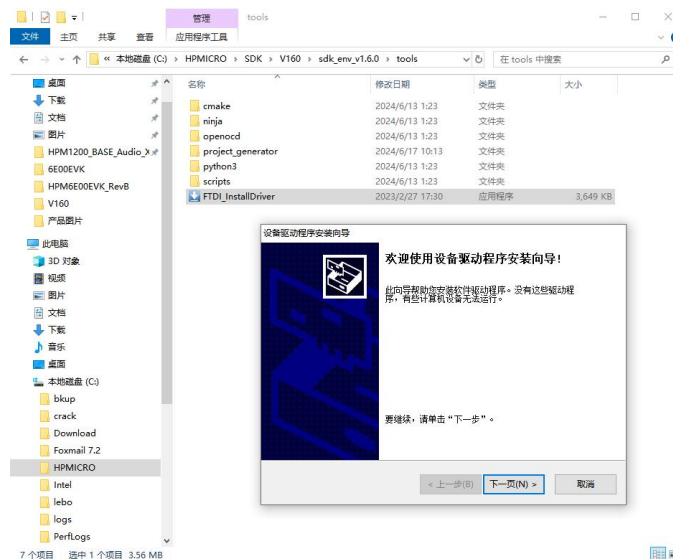 管理
tools
文件
主页
共享
查看
应用程序工具
« 本地磁盘 (C:) › HPMICRO › SDK › V160 › sdk_env_v1.6.0 › tools
在 tools 中搜索
桌面
下载
文档
图片
HPM1200_BASE_Audio_X
6E00EVK
HPM6E00EVK_RevB
V160
产品图片
此电脑
3D 对象
视频
图片
文档
下载
音乐
桌面
本地磁盘 (C:)
bkup
crack
Download
Foxmail 7.2
HPMICRO
Intel
lebo
logs
PerfLogs
名称 修改日期 类型 大小
cmake 2024/6/13 1:23 文件夹
ninja 2024/6/13 1:23 文件夹
openocd 2024/6/13 1:23 文件夹
project_generator 2024/6/17 10:13 文件夹
python3 2024/6/13 1:23 文件夹
scripts 2024/6/13 1:23 文件夹
FTDI_InstallDriver 2023/2/27 17:30 应用程序 3,649 KB
设备驱动程序安装向导
欢迎使用设备驱动程序安装向导!
此向导帮助您安装软件驱动程序。没有这些驱动程
序，有些计算机设备无法运行。
要继续，请单击“下一步”。
< 上一步(B)
下一页(N) >
取消
7 个项目 选中 1 个项目 3.56 MB